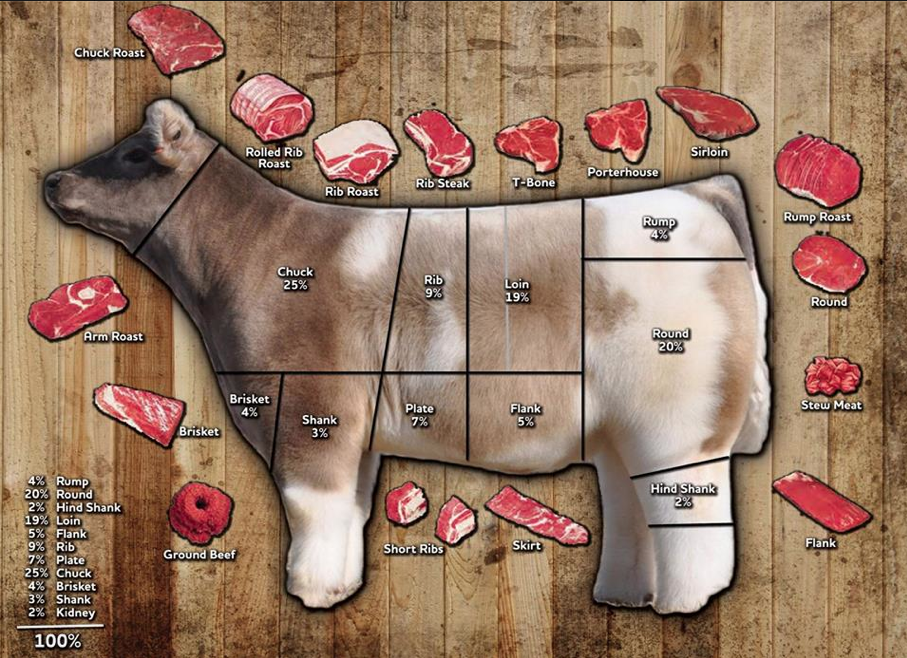 Chuck Roast
Rolled Rib
Roast
Rib Roast
Rib Steak
T-Bone
Porterhouse
Sirloin
Rump Roast
Round
Stew Meat
Flank
Arm Roast
Brisket
Ground Beef
Short Ribs
Skirt
Chuck
25%
Rib
9%
Loin
19%
Rump
4%
Round
20%
Brisket
4%
Shank
3%
Plate
7%
Flank
5%
Hind Shank
2%
4% Rump
20% Round
2% Hind Shank
19% Loin
5% Flank
9% Rib
7% Plate
25% Chuck
4% Brisket
3% Shank
2% Kidney
100%